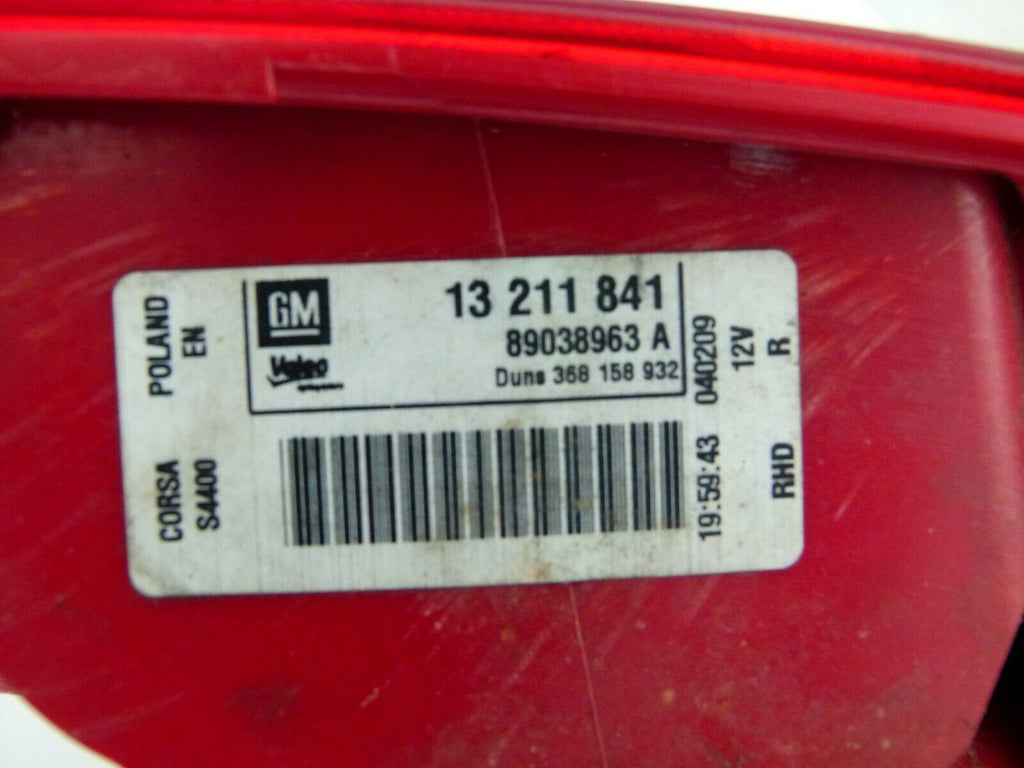 GM
Valeo
13 211 841
89038963 A
Duns 368 158 932
POLAND
EN
CORSA
S4400
19:59:43 040209
12V
RHD R